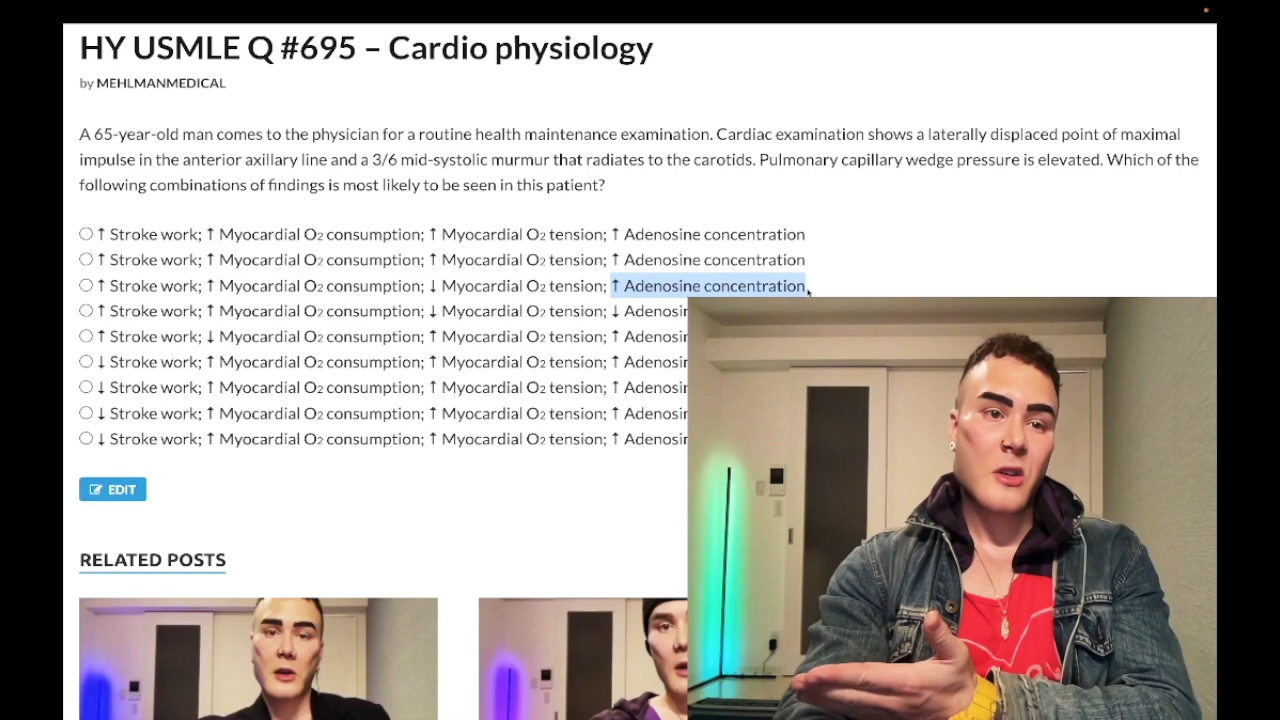 HY USMLE Q #695 – Cardio physiology
by MEHLMANMEDICAL
A 65-year-old man comes to the physician for a routine health maintenance examination. Cardiac examination shows a laterally displaced point of maximal
impulse in the anterior axillary line and a 3/6 mid-systolic murmur that radiates to the carotids. Pulmonary capillary wedge pressure is elevated. Which of the
following combinations of findings is most likely to be seen in this patient?
↑ Stroke work; ↑ Myocardial O2 consumption; ↑ Myocardial O2 tension; ↑ Adenosine concentration
↑ Stroke work; ↑ Myocardial O2 consumption; ↑ Myocardial O2 tension; ↑ Adenosine concentration
↑ Stroke work; ↑ Myocardial O2 consumption; ↓ Myocardial O2 tension; ↑ Adenosine concentration
↑ Stroke work; ↑ Myocardial O2 consumption; ↓ Myocardial O2 tension; ↓
↑ Stroke work; ↓ Myocardial O2 consumption; ↑ Myocardial O2 tension; ↑
↓ Stroke work; ↑ Myocardial O2 consumption; ↑ Myocardial O2 tension; ↑
↓ Stroke work; ↑ Myocardial O2 consumption; ↑ Myocardial O2 tension; ↑
↓ Stroke work; ↑ Myocardial O2 consumption; ↑ Myocardial O2 tension; ↑
↓ Stroke work; ↑ Myocardial O2 consumption; ↑ Myocardial O2 tension; ↑
EDIT
RELATED POSTS